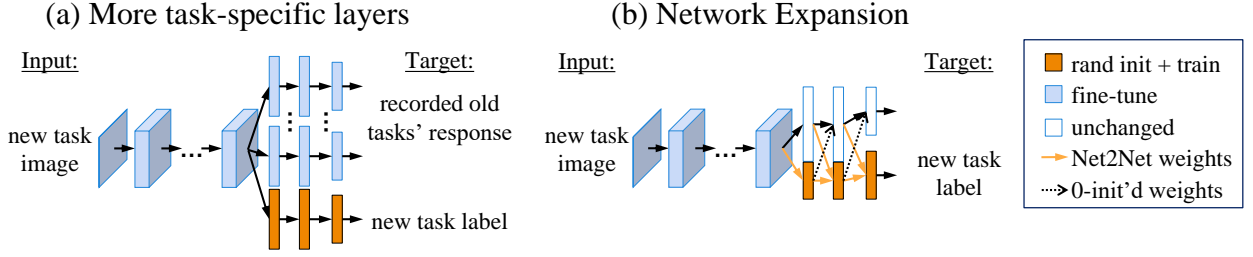 (a) More task-specific layers
Input:
Target:
new task
image
...
recorded old
tasks' response
new task label
(b) Network Expansion
Input:
Target:
new task
image
...
new task
label
rand init + train
fine-tune
unchanged
Net2Net weights
0-init'd weights